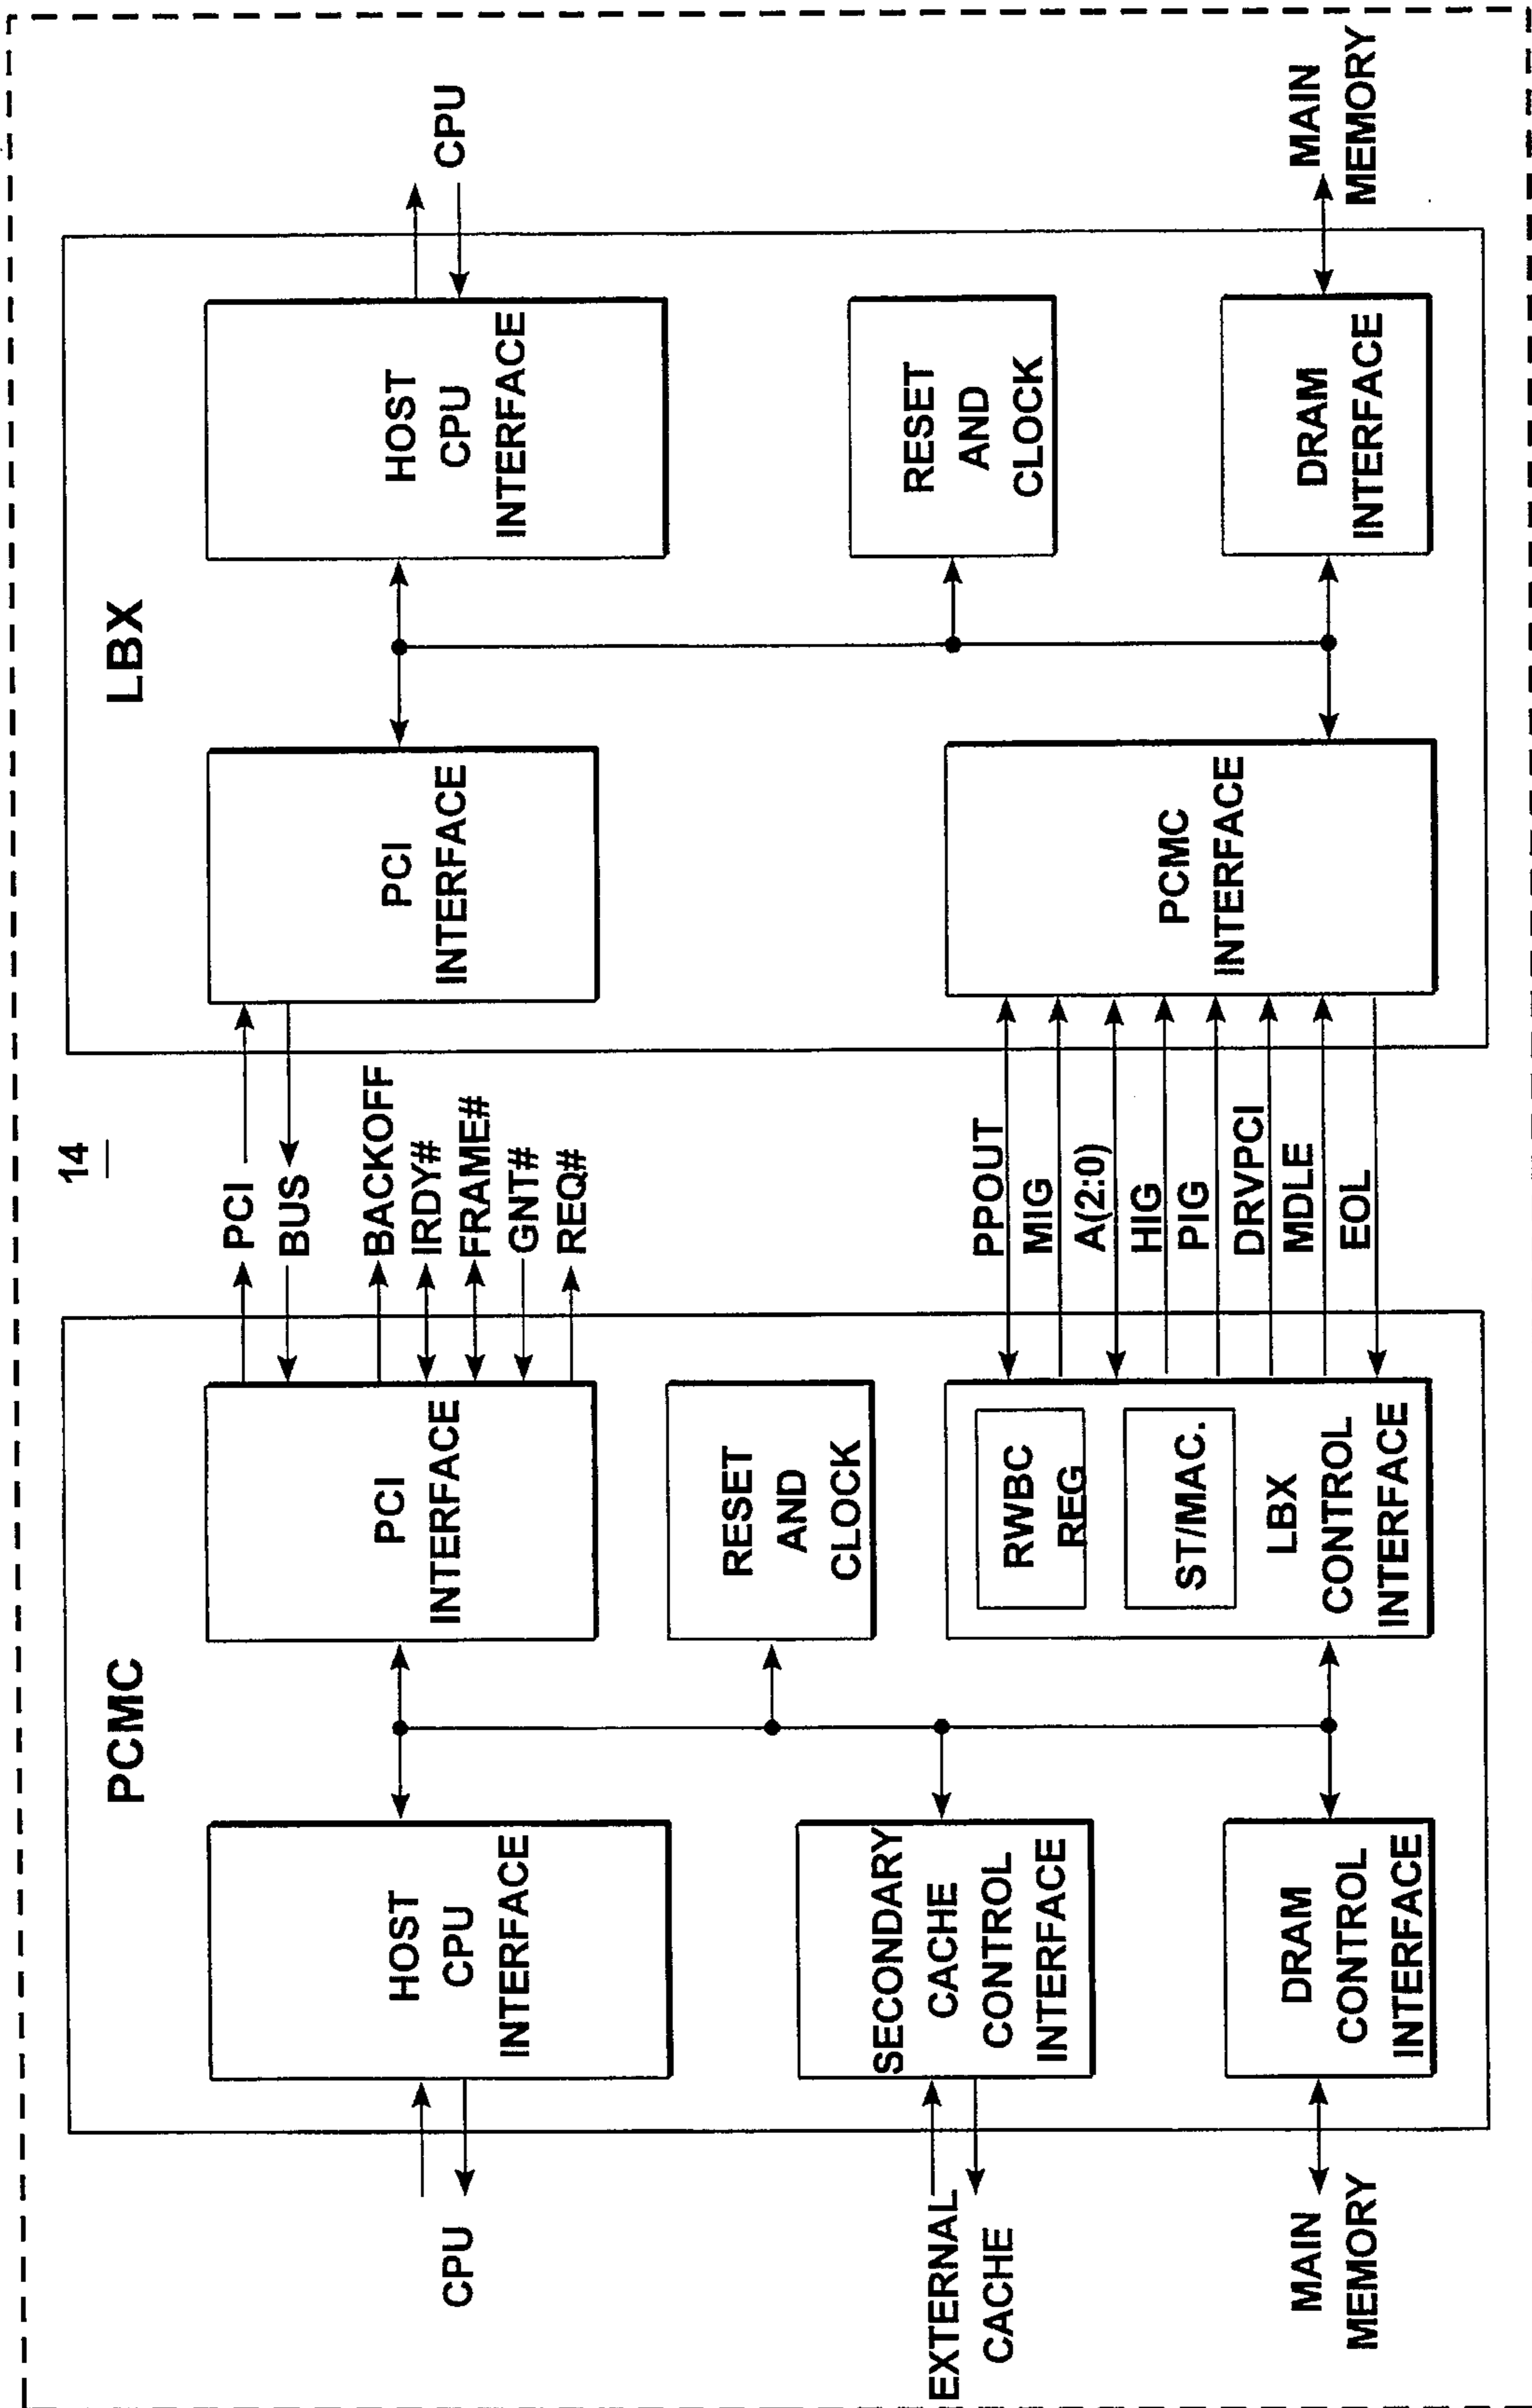 14
PCMC
HOST
CPU
INTERFACE
SECONDARY
CACHE
CONTROL
INTERFACE
DRAM
CONTROL
INTERFACE
PCI
INTERFACE
RESET
AND
CLOCK
RWBC
REG
ST/MAC.
LBX
CONTROL
INTERFACE
CPU
EXTERNAL
CACHE
MAIN
MEMORY
PCI
BUS
BACKOFF
IRDY#
FRAME#
GNT#
REQ#
PPOUT
MIG
A(2:0)
HIG
PIG
DRVPCI
MDLE
EOL
LBX
PCI
INTERFACE
PCMC
INTERFACE
HOST
CPU
INTERFACE
RESET
AND
CLOCK
DRAM
INTERFACE
CPU
MAIN
MEMORY